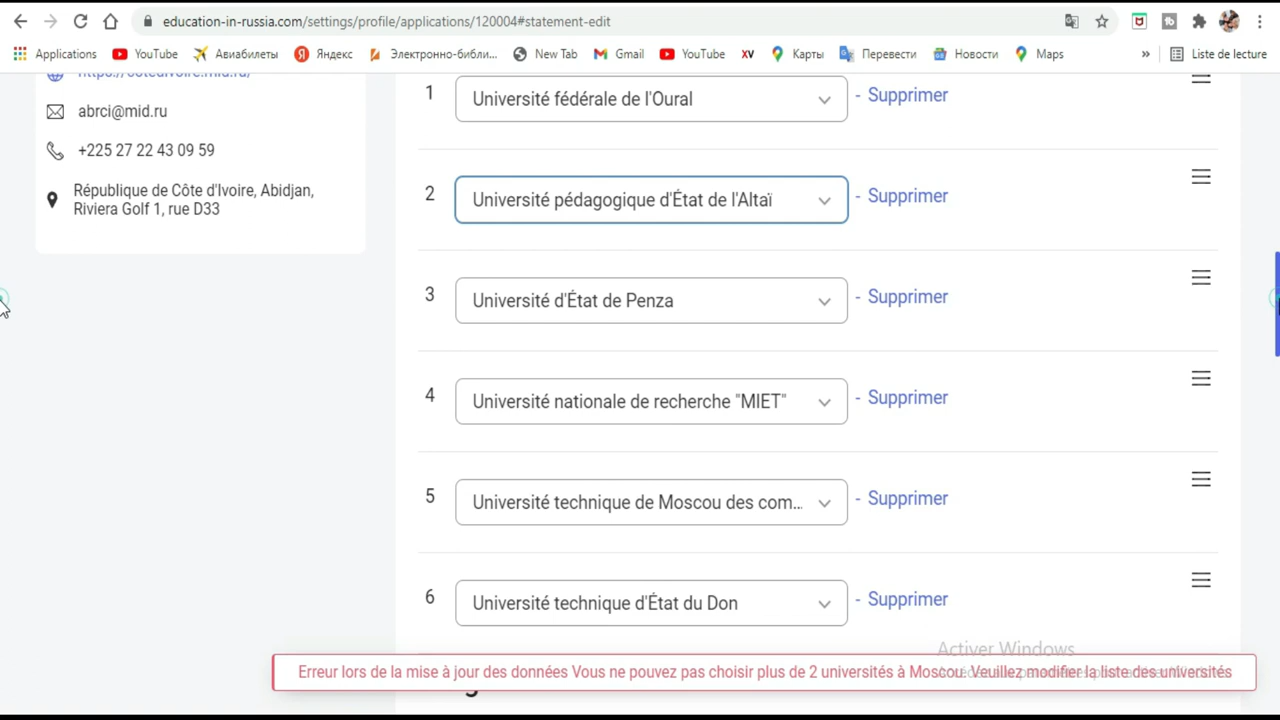 education-in-russia.com/settings/profile/applications/120004#statement-edit
Applications YouTube Авиабилеты Яндекс Электронно-библи... New Tab Gmail YouTube XV Карты Перевести Новости Maps » Liste de lecture
https://coteivoire.mid.ru/
abrci@mid.ru
+225 27 22 43 09 59
République de Côte d'Ivoire, Abidjan,
Riviera Golf 1, rue D33
1 Université fédérale de l'Oural - Supprimer
2 Université pédagogique d'État de l'Altaï - Supprimer
3 Université d'État de Penza - Supprimer
4 Université nationale de recherche "MIET" - Supprimer
5 Université technique de Moscou des com... - Supprimer
6 Université technique d'État du Don - Supprimer
Activer Windows
Erreur lors de la mise à jour des données Vous ne pouvez pas choisir plus de 2 universités à Moscou. Veuillez modifier la liste des universités